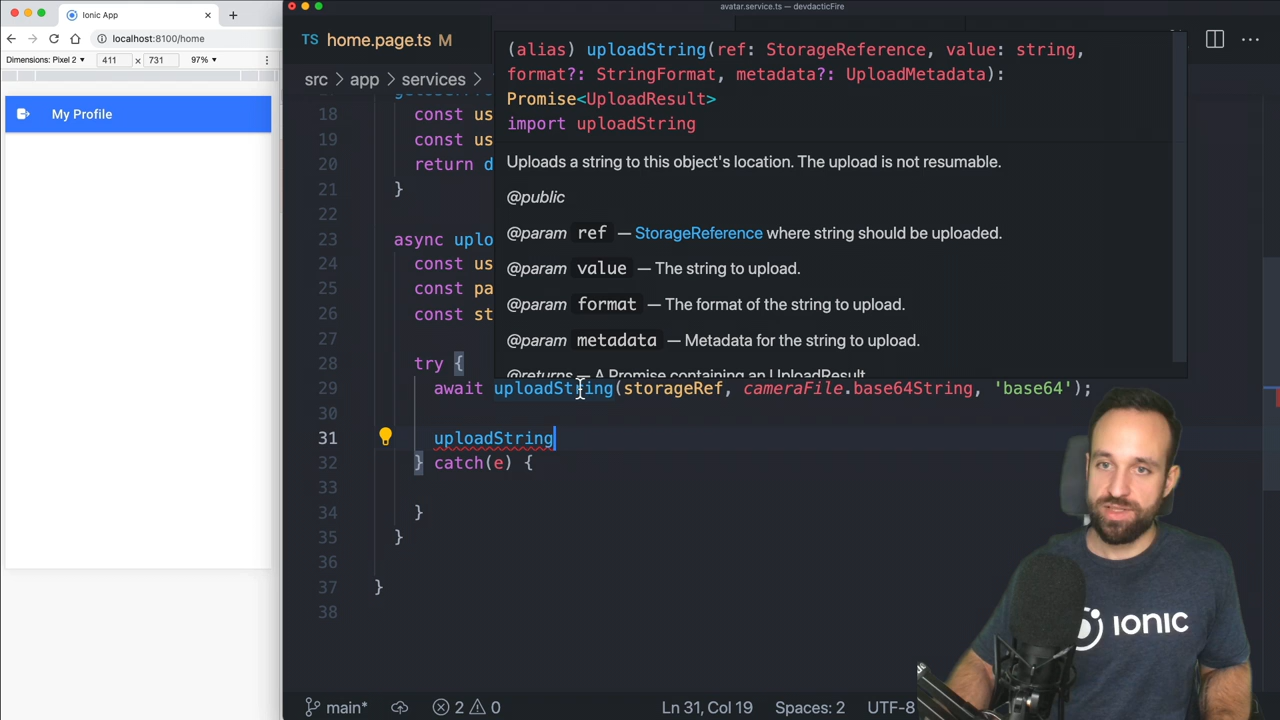 Ionic App
localhost:8100/home
Dimensions: Pixel 2 ▾ 411 × 731 97% ▾
My Profile
avatar.service.ts — devdacticFire
TS home.page.ts M
src > app > services >
(alias) uploadString(ref: StorageReference, value: string,
format?: StringFormat, metadata?: UploadMetadata):
Promise<UploadResult>
import uploadString
Uploads a string to this object's location. The upload is not resumable.
@public
@param ref — StorageReference where string should be uploaded.
@param value — The string to upload.
@param format — The format of the string to upload.
@param metadata — Metadata for the string to upload.
@returns — A Promise containing an UploadResult
18 const us
19 const us
20 return d
21 }
22
23 async uplo
24 const us
25 const pa
26 const st
27
28 try {
29 await uploadString(storageRef, cameraFile.base64String, 'base64');
30
31 uploadString
32 } catch(e) {
33
34 }
35 }
36
37 }
38
IONIC
main* 2 0 Ln 31, Col 19 Spaces: 2 UTF-8